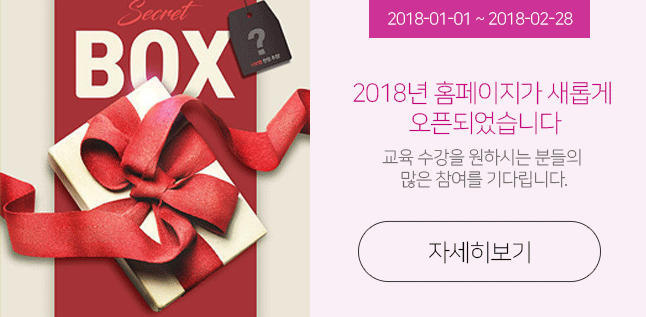 Secret
BOX
?
2018-01-01 ~ 2018-02-28
2018년 홈페이지가 새롭게
오픈되었습니다
교육 수강을 원하시는 분들의
많은 참여를 기다립니다.
자세히보기